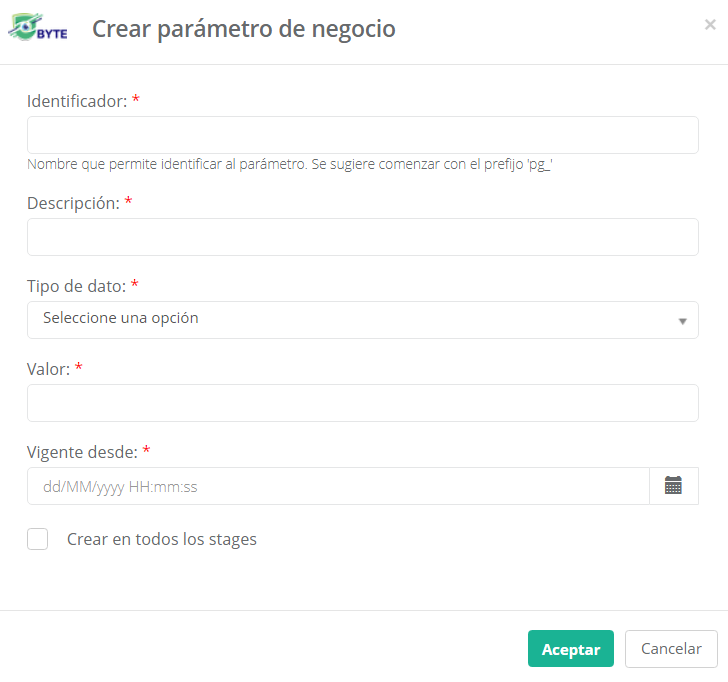 BYTE
Crear parámetro de negocio
×
Identificador: *
Nombre que permite identificar al parámetro. Se sugiere comenzar con el prefijo 'pg_'
Descripción: *
Tipo de dato: *
Seleccione una opción
Valor: *
Vigente desde: *
dd/MM/yyyy HH:mm:ss
Crear en todos los stages
Aceptar
Cancelar